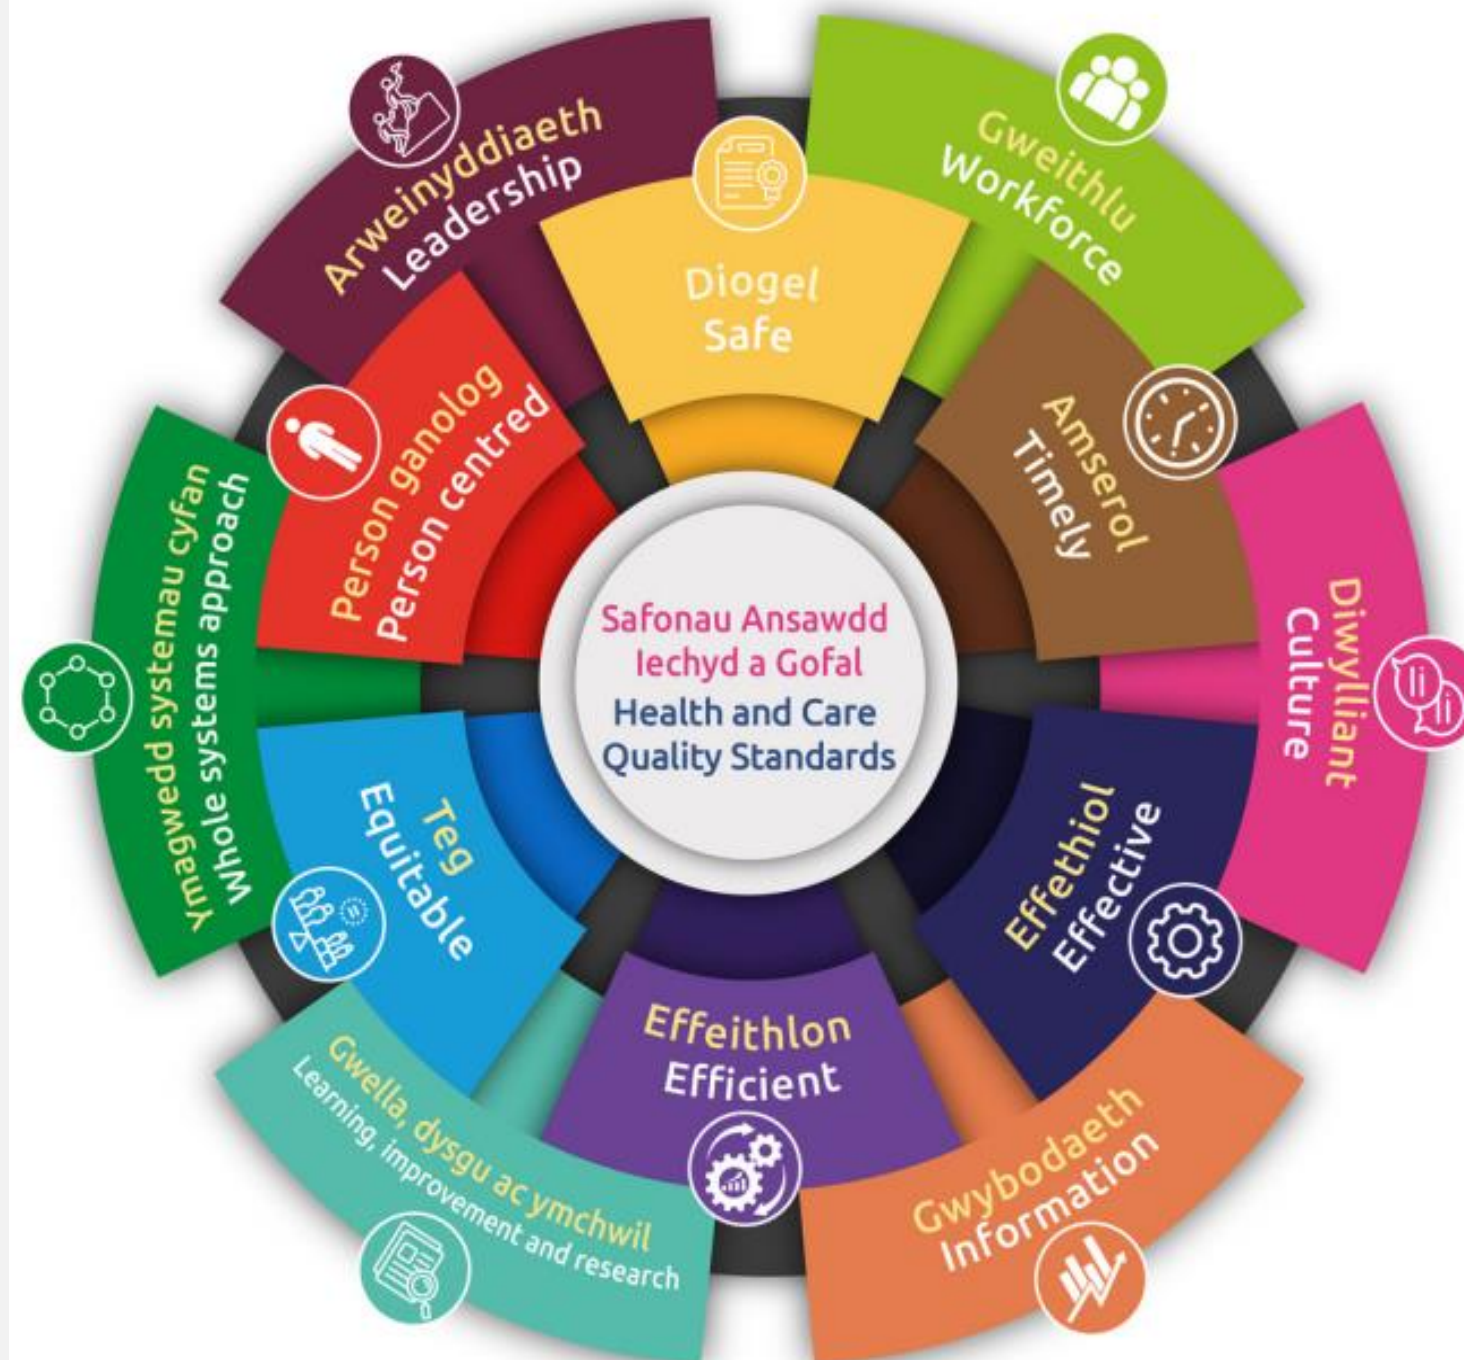 Safonau Ansawdd
Iechyd a Gofal
Health and Care
Quality Standards
Diogel
Safe
Amserol
Timely
Effethiol
Effective
Effeithlon
Efficient
Teg
Equitable
Person ganolog
Person centred
Arweinyddiaeth
Leadership
Gweithlu
Workforce
Diwylliant
Culture
Gwybodaeth
Information
Gwella, dysgu ac ymchwil
Learning, improvement and research
Ymagwedd systemau cyfan
Whole systems approach